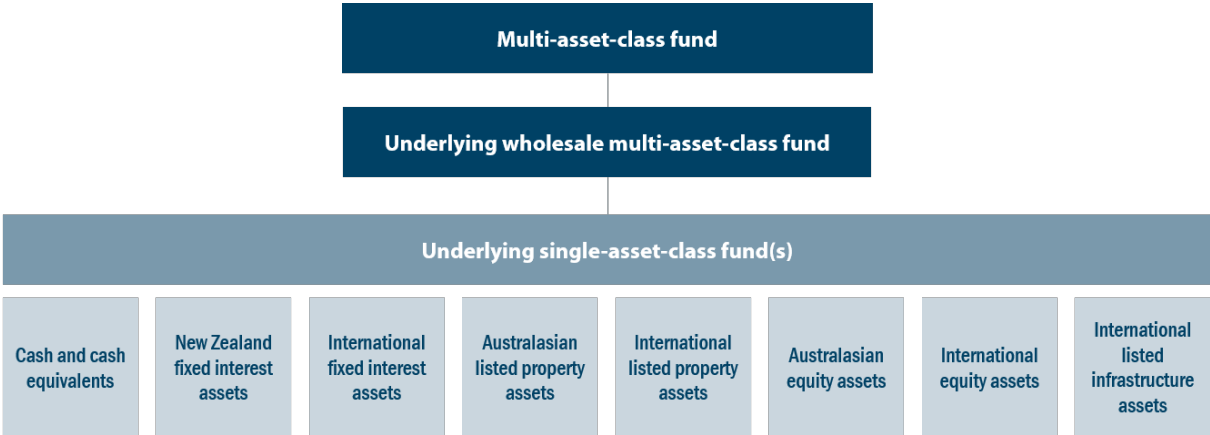 Multi-asset-class fund
Underlying wholesale multi-asset-class fund
Underlying single-asset-class fund(s)
Cash and cash
equivalents
New Zealand
fixed interest
assets
International
fixed interest
assets
Australasian
listed property
assets
International
listed property
assets
Australasian
equity assets
International
equity assets
International
listed
infrastructure
assets